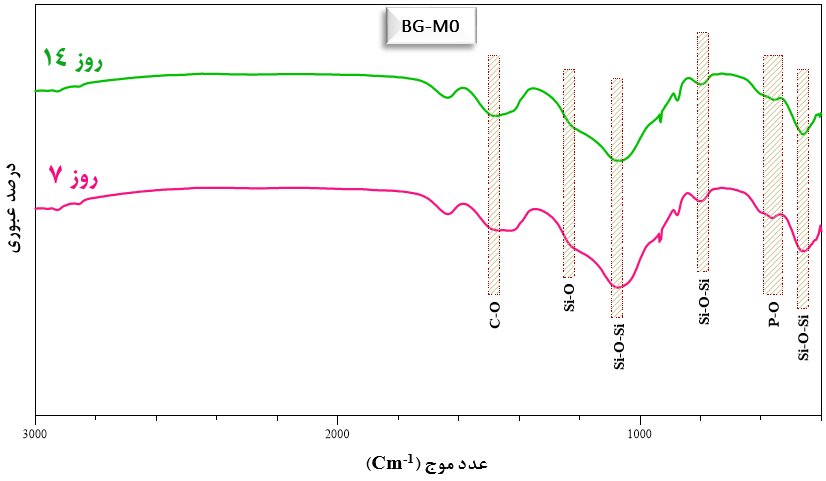 BG-M0
۱۴ روز
۷ روز
درصد عبوری
C-O
Si-O
Si-O-Si
Si-O-Si
P-O
Si-O-Si
3000
2000
1000
عدد موج (Cm-1)